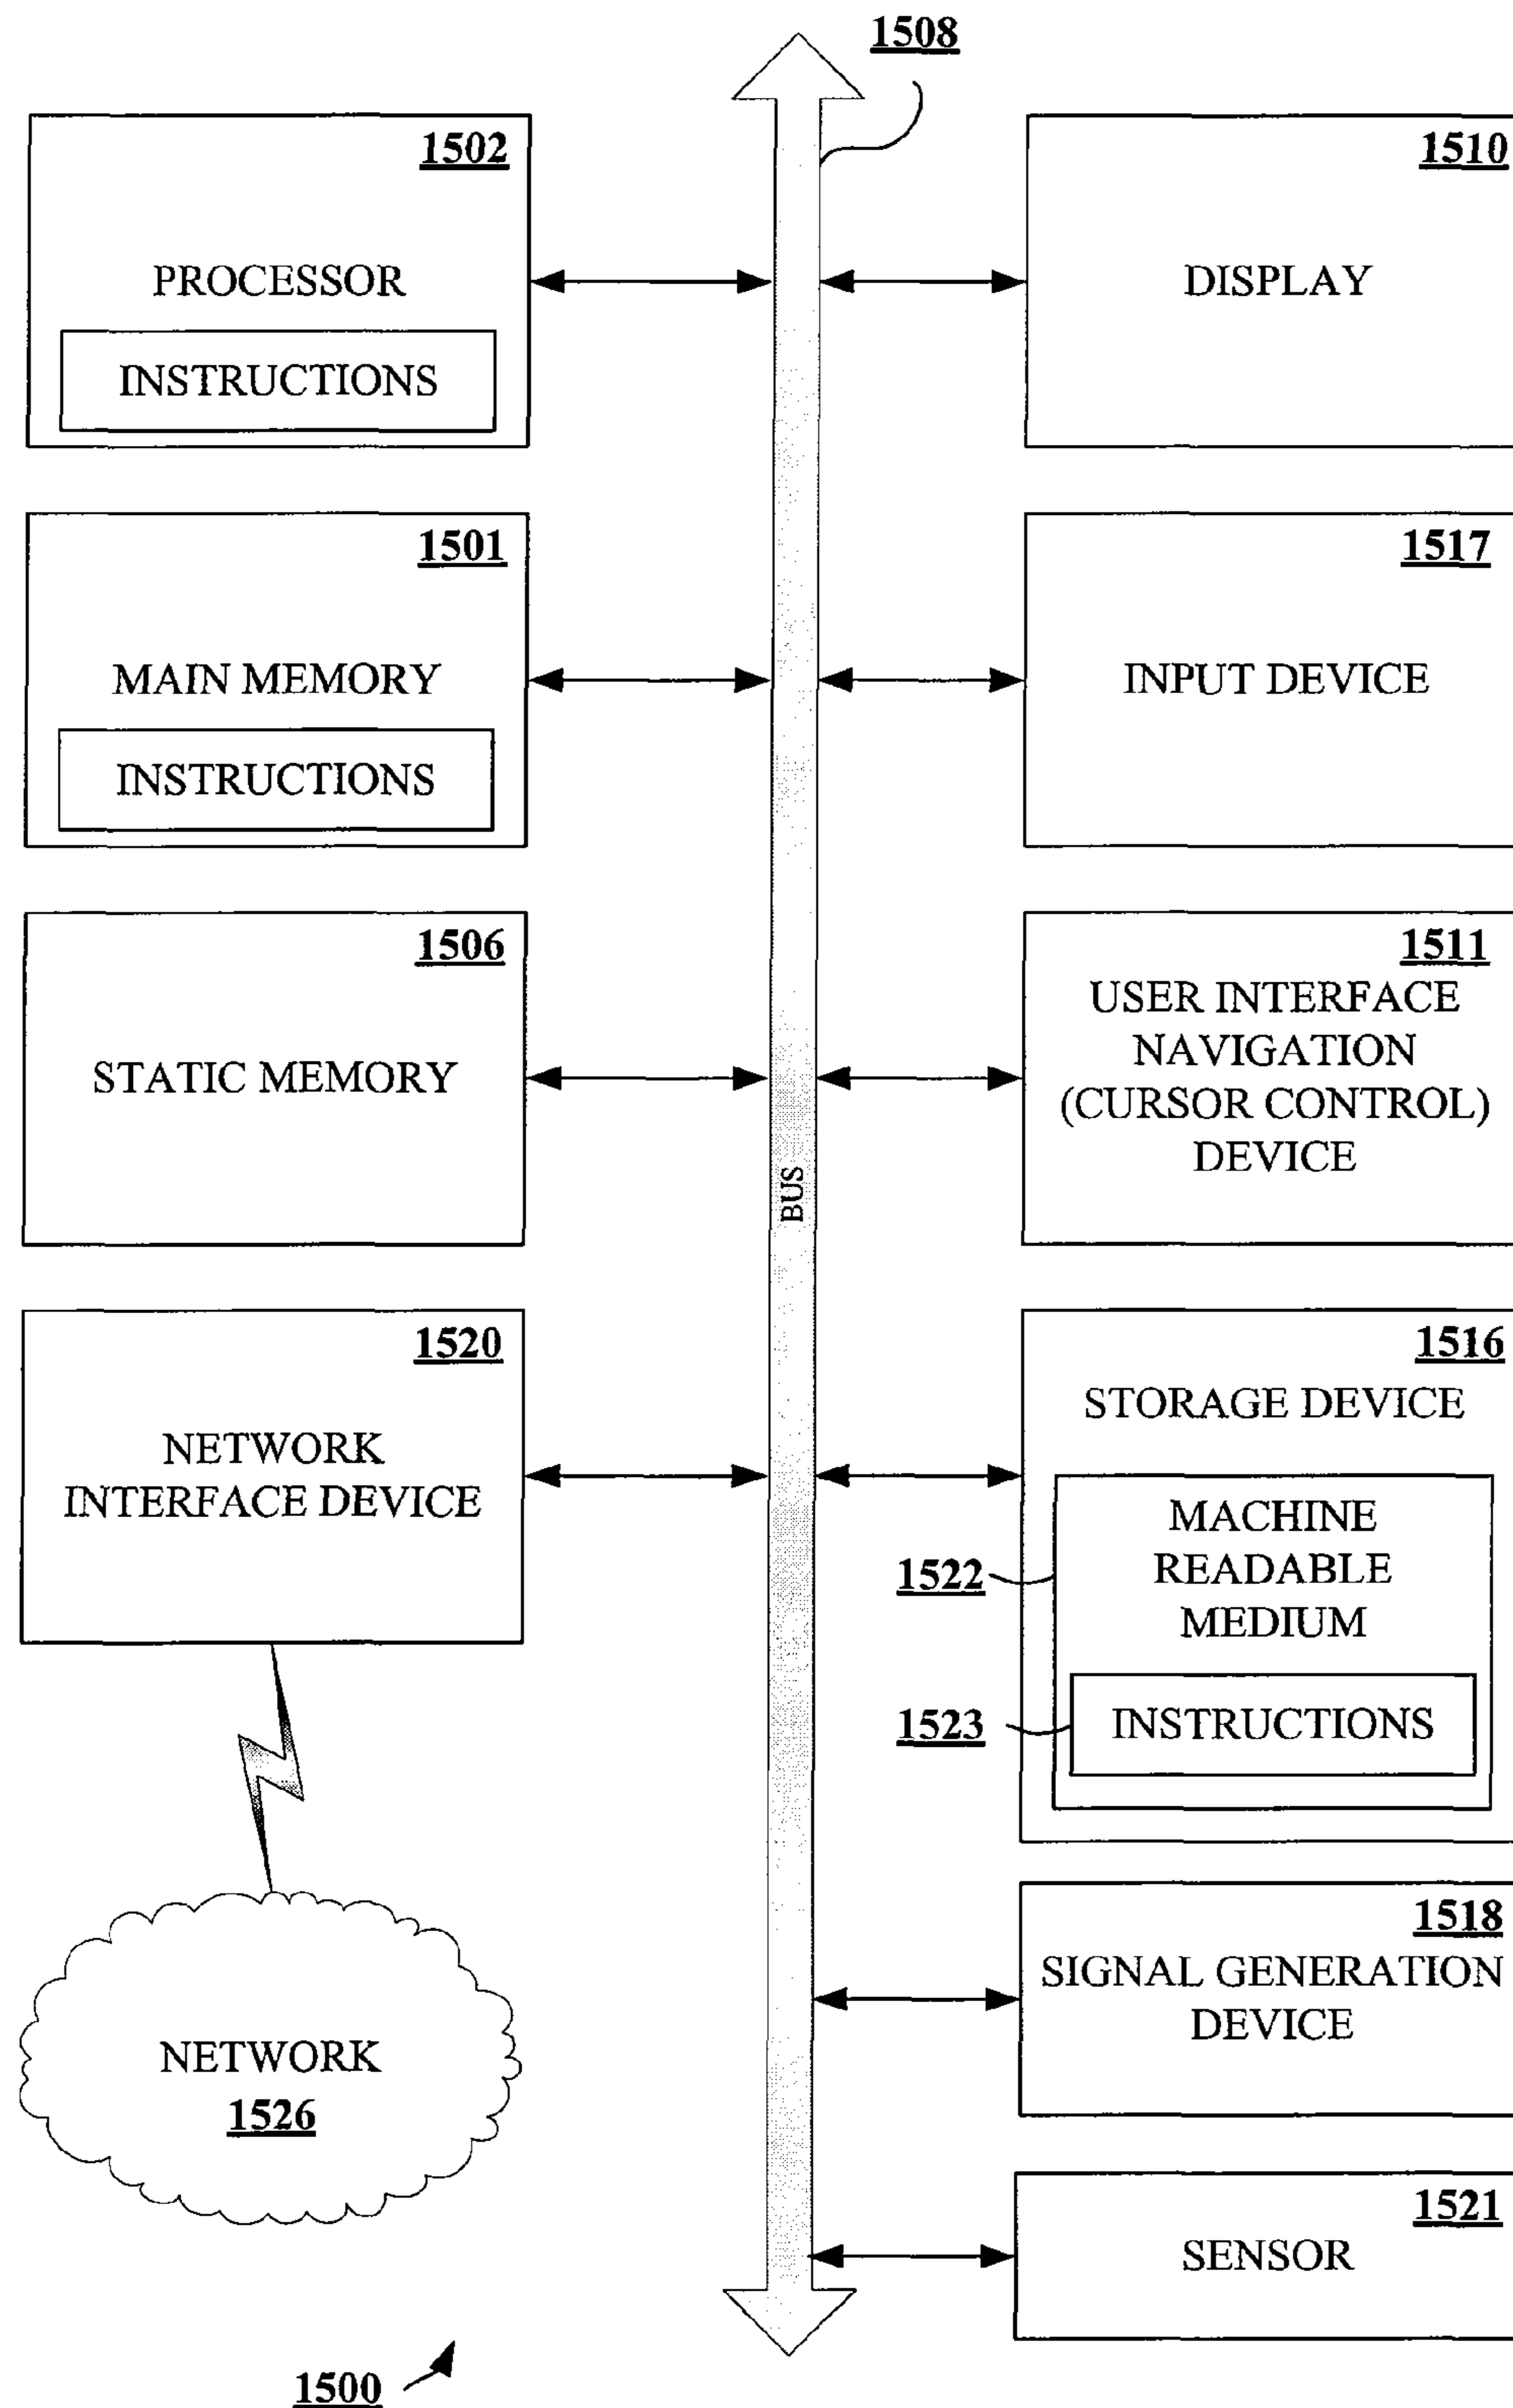 1508
1502
PROCESSOR
INSTRUCTIONS
1510
DISPLAY
1501
MAIN MEMORY
INSTRUCTIONS
1517
INPUT DEVICE
1506
STATIC MEMORY
1511
USER INTERFACE
NAVIGATION
(CURSOR CONTROL)
DEVICE
BUS
1520
NETWORK
INTERFACE DEVICE
1516
STORAGE DEVICE
MACHINE
READABLE
MEDIUM
1522
INSTRUCTIONS
1523
1518
SIGNAL GENERATION
DEVICE
NETWORK
1526
1521
SENSOR
1500